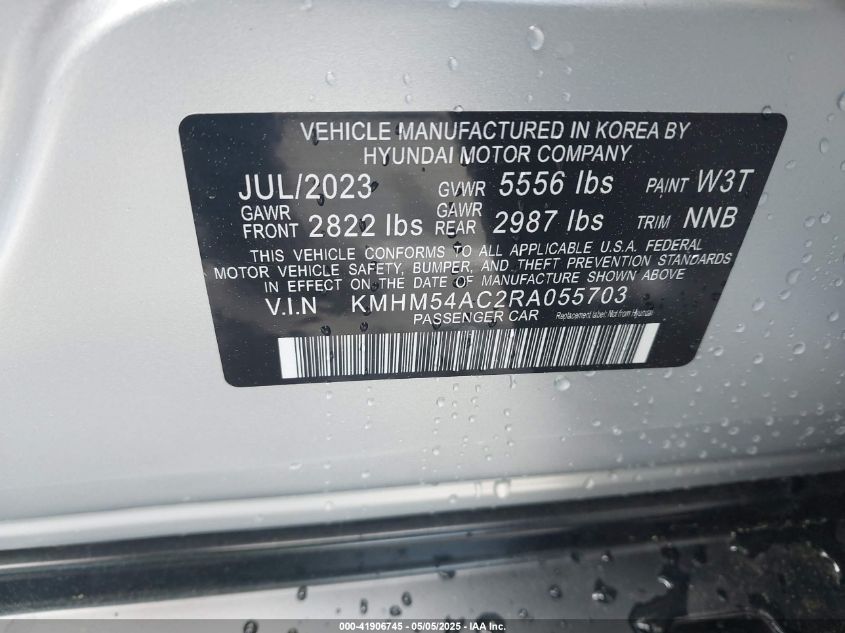 VEHICLE MANUFACTURED IN KOREA BY
HYUNDAI MOTOR COMPANY
JUL/2023 GVWR 5556 lbs PAINT W3T
GAWR FRONT 2822 lbs GAWR REAR 2987 lbs TRIM NNB
THIS VEHICLE CONFORMS TO ALL APPLICABLE U.S.A. FEDERAL
MOTOR VEHICLE SAFETY, BUMPER, AND THEFT PREVENTION STANDARDS
IN EFFECT ON THE DATE OF MANUFACTURE SHOWN ABOVE
V.I.N KMHM54AC2RA055703
PASSENGER CAR Replacement label: Not from Hyundai
000-41906745 - 05/05/2025 - IAA Inc.